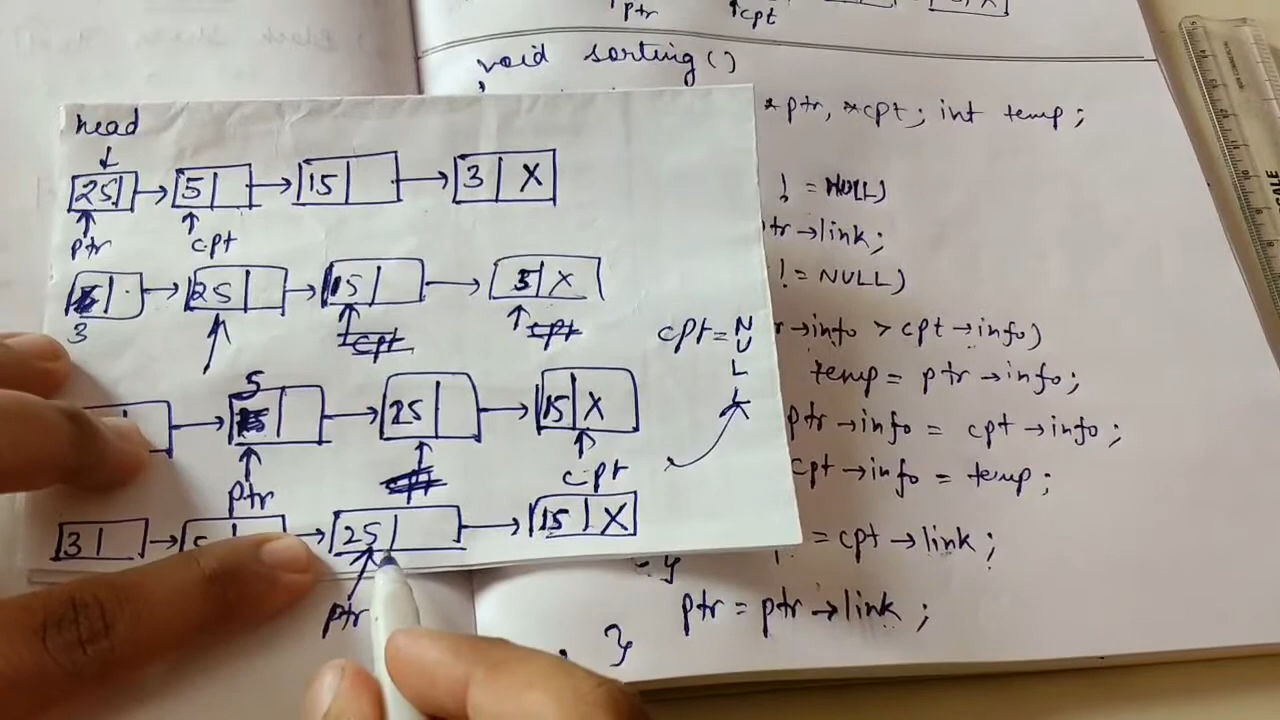 ptr cpt
void sorting()
*ptr, *cpt; int temp;
! = NULL)
tr→link;
! = NULL)
r→info > cpt→info)
temp = ptr→info;
ptr→info = cpt→info;
cpt→info = temp;
= cpt→link;
y
ptr = ptr→link;
}
head
25 → 5 → 15 → 3 X
ptr cpt
→ 25 → 15 → 5 X
3 cpt cpt
cpt = NULL
5
→ → 25 → 15 X
ptr cpt
3 → 5 → 25 → 15 X
ptr